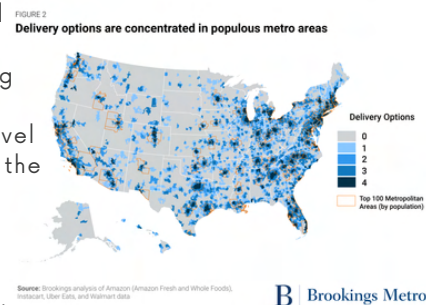 FIGURE 2
Delivery options are concentrated in populous metro areas
g
vel
the
Delivery Options
0
1
2
3
4
Top 100 Metropolitan
Areas (by population)
Source: Brookings analysis of Amazon (Amazon Fresh and Whole Foods),
Instacart, Uber Eats, and Walmart data
B Brookings Metro